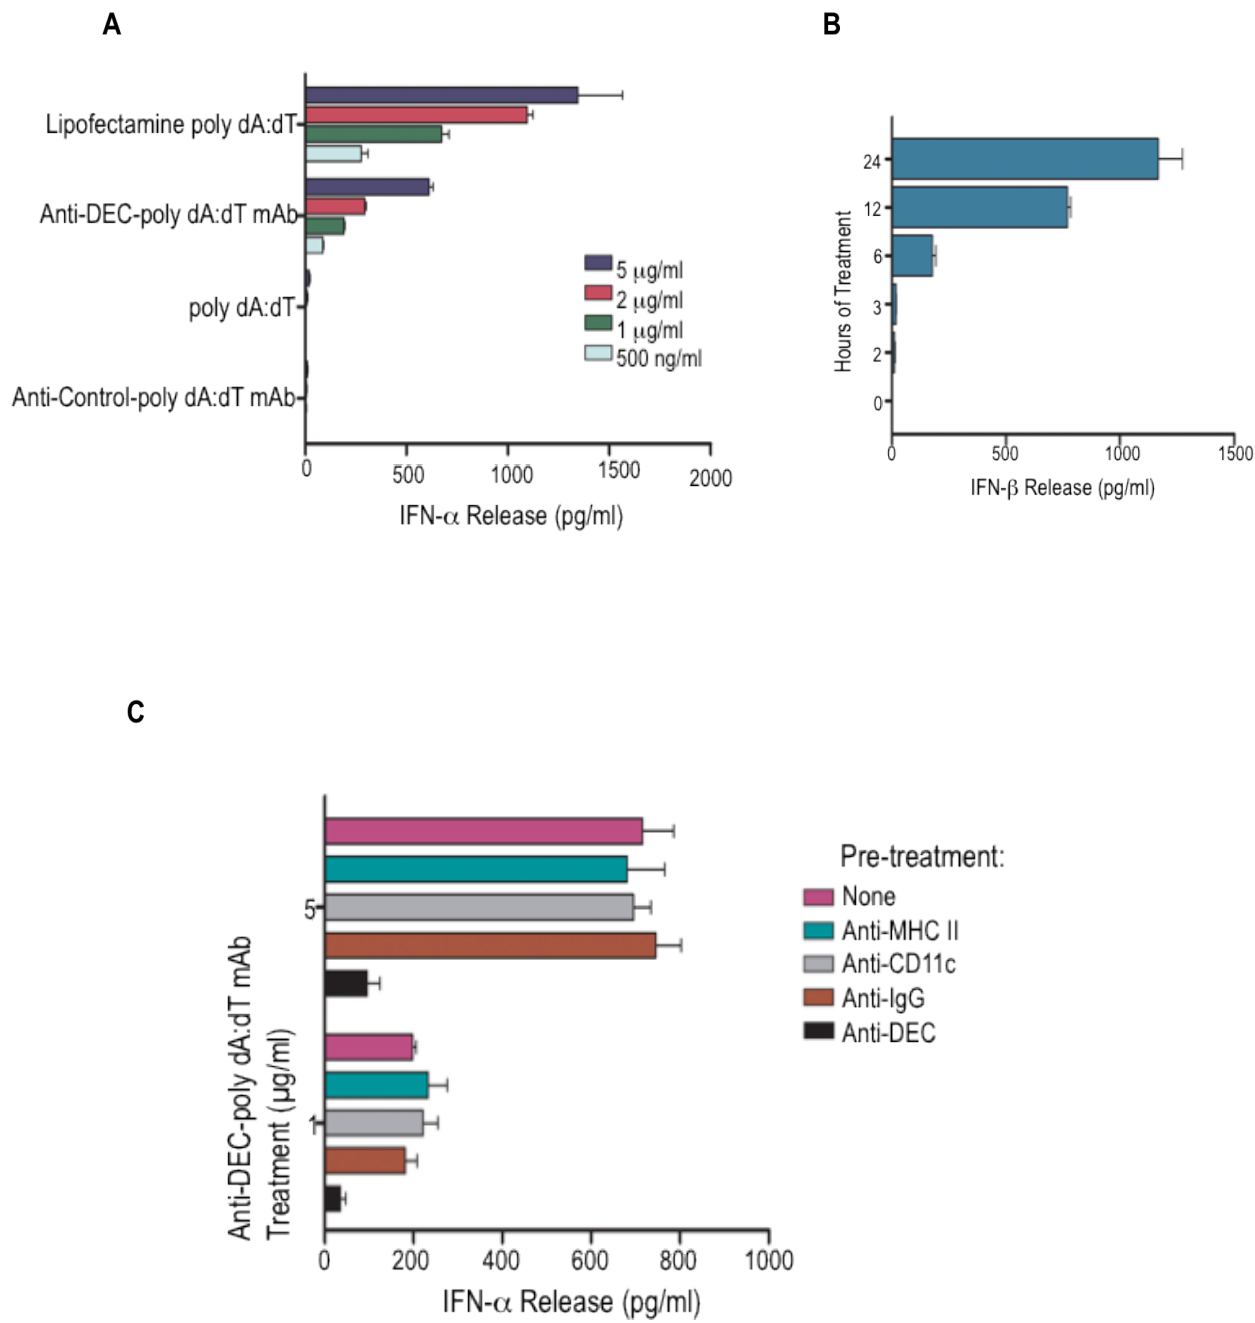 A
Lipofectamine poly dA:dT
Anti-DEC-poly dA:dT mAb
poly dA:dT
Anti-Control-poly dA:dT mAb
5 µg/ml
2 µg/ml
1 µg/ml
500 ng/ml
0 500 1000 1500 2000
IFN-α Release (pg/ml)
B
Hours of Treatment
24
12
6
3
2
0
0 500 1000 1500
IFN-β Release (pg/ml)
C
Anti-DEC-poly dA:dT mAb
Treatment (µg/ml)
5
1
Pre-treatment:
None
Anti-MHC II
Anti-CD11c
Anti-IgG
Anti-DEC
0 200 400 600 800 1000
IFN-α Release (pg/ml)